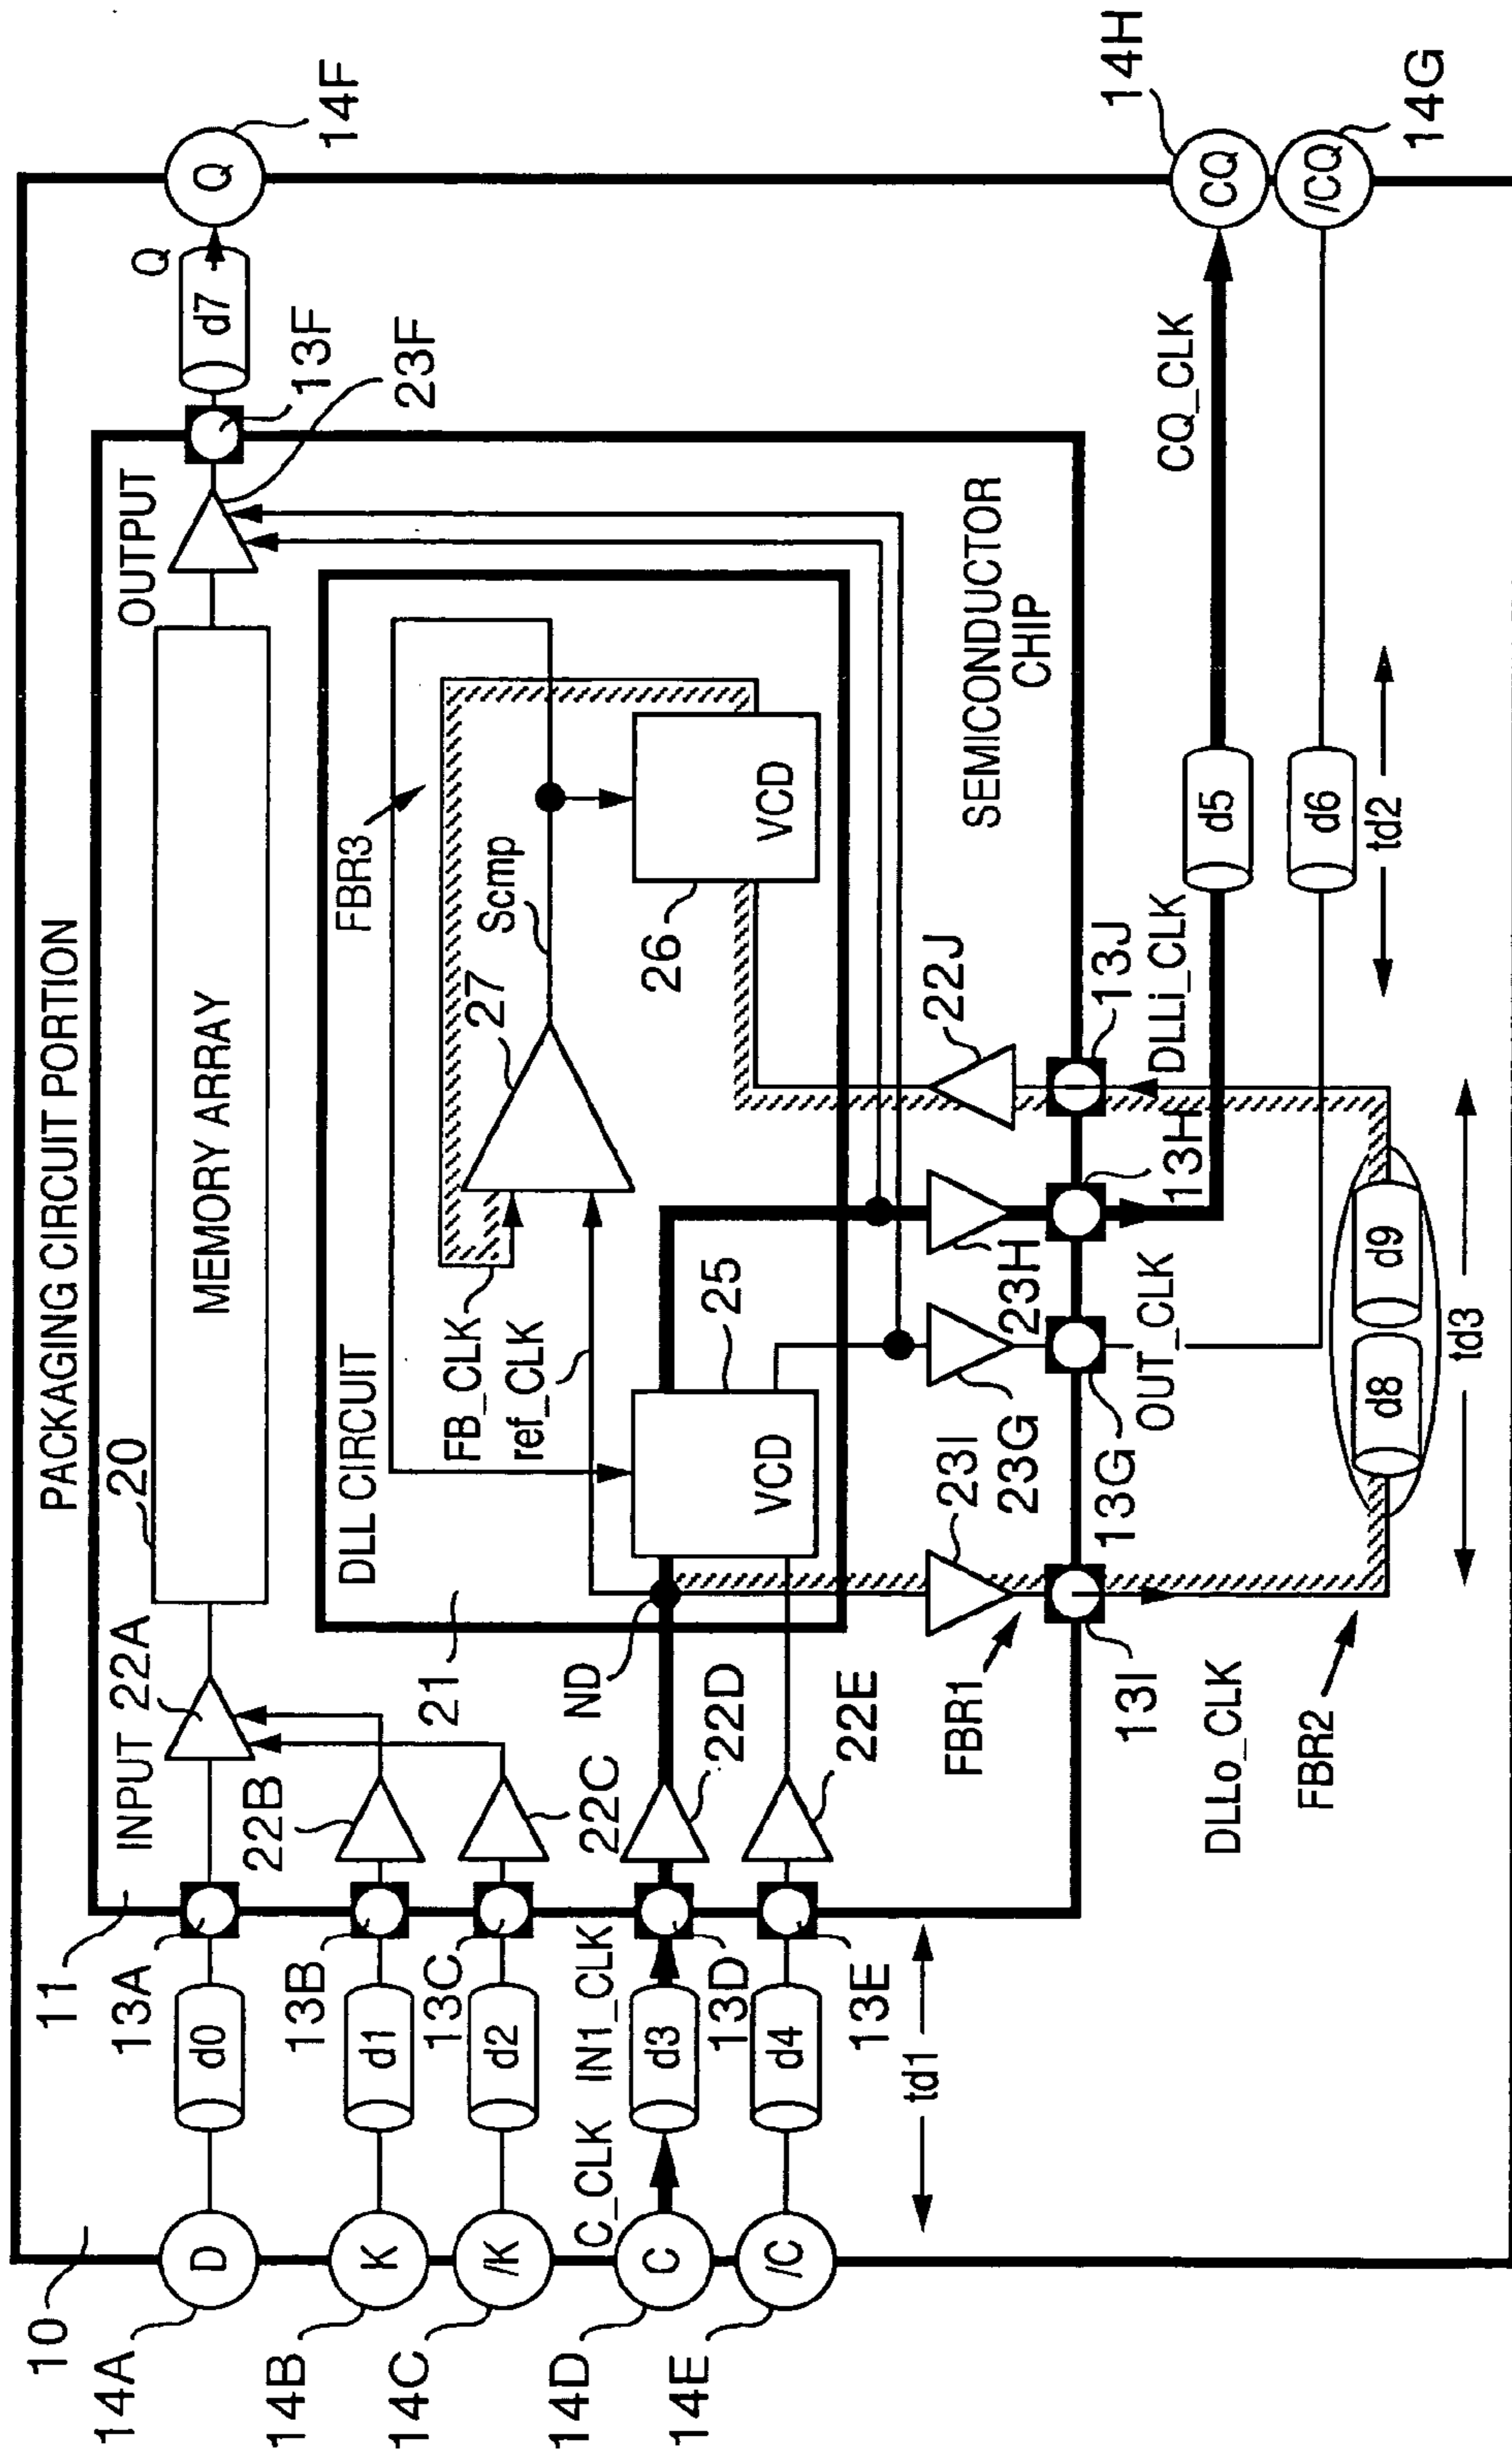 PACKAGING CIRCUIT PORTION
10
11
14A
D
d0
13A
INPUT
22A
20
MEMORY ARRAY
OUTPUT
23F
13F
d7
Q
Q
14F
14B
K
d1
13B
22B
14C
/K
d2
13C
22C
14D
C
C_CLK
d3
IN1_CLK
13D
22D
14E
/C
d4
13E
22E
td1
21
ND
DLL CIRCUIT
FB_CLK
ref_CLK
27
Scmp
FBR3
VCD
25
VCD
26
SEMICONDUCTOR
CHIP
FBR1
23I
23G
23H
22J
13I
13G
13H
13J
DLLo_CLK
OUT_CLK
DLLi_CLK
FBR2
d8
d9
td3
d5
d6
td2
CQ_CLK
CQ
14H
/CQ
14G